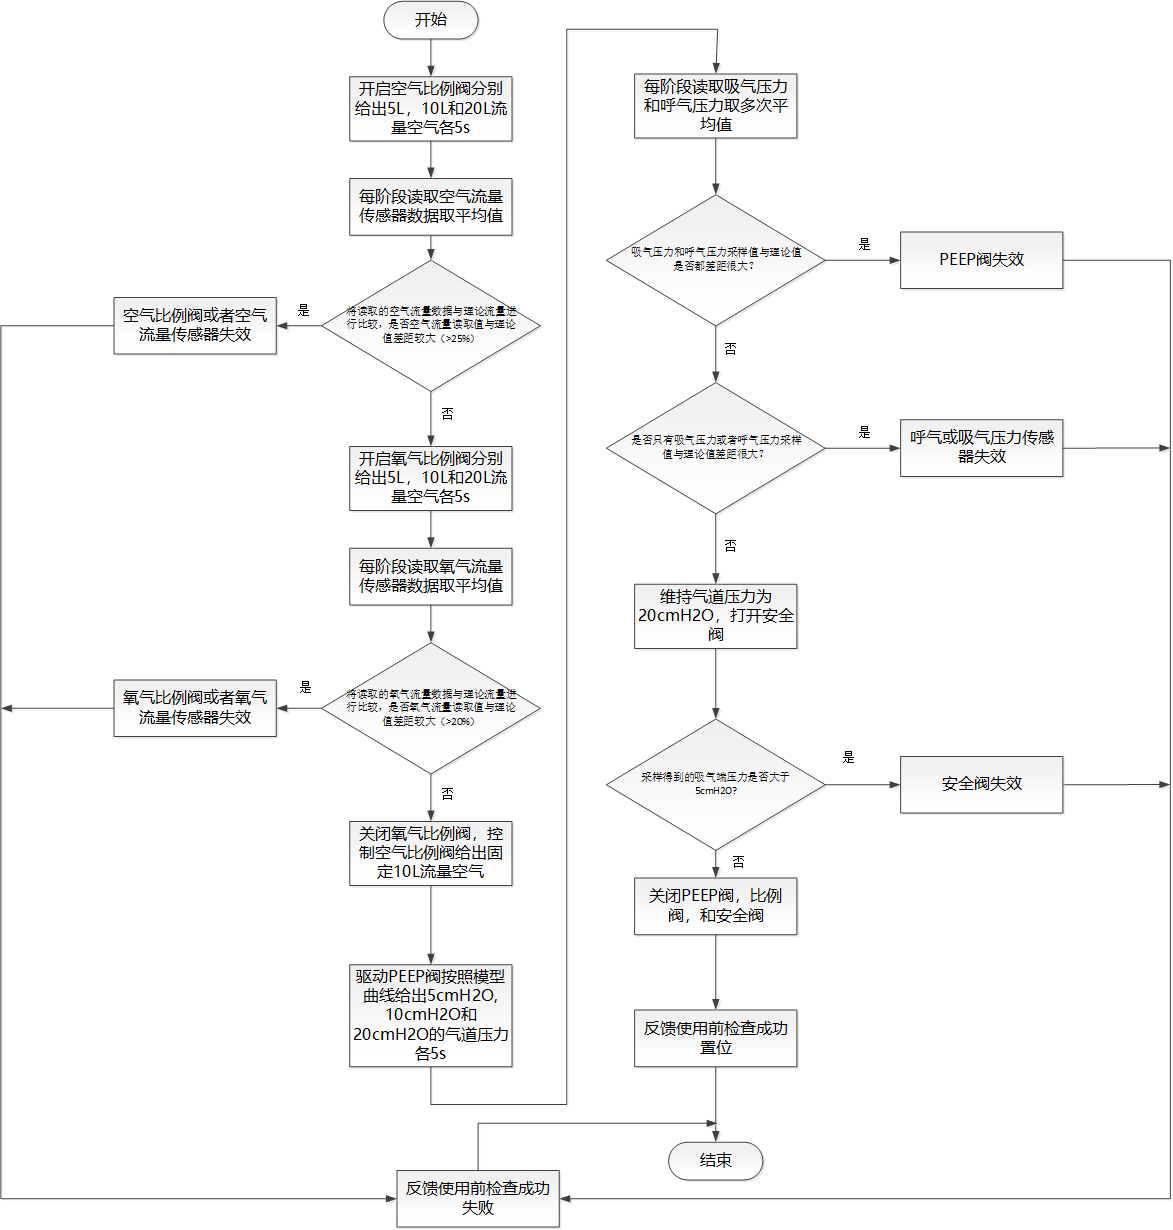 开始
开启空气比例阀分别
给出5L，10L和20L流
量空气各5s
每阶段读取空气流量
传感器数据取平均值
将读取的空气流量数据与理论流量进
行比较，是否空气流量读取值与理论
值差距较大（>25%）
是
空气比例阀或者空气
流量传感器失效
否
开启氧气比例阀分别
给出5L，10L和20L流
量空气各5s
每阶段读取氧气流量
传感器数据取平均值
将读取的氧气流量数据与理论流量进
行比较，是否氧气流量读取值与理论
值差距较大（>20%）
是
氧气比例阀或者氧气
流量传感器失效
否
关闭氧气比例阀，控
制空气比例阀给出固
定10L流量空气
驱动PEEP阀按照模型
曲线给出5cmH2O,
10cmH2O和
20cmH2O的气道压力
各5s
每阶段读取吸气压力
和呼气压力取多次平
均值
吸气压力和呼气压力采样值与理论值
是否都差距很大？
是
PEEP阀失效
否
是否只有吸气压力或者呼气压力采样
值与理论值差距很大？
是
呼气或吸气压力传感
器失效
否
维持气道压力为
20cmH2O，打开安全
阀
采样得到的吸气端压力是否大于
5cmH2O?
是
安全阀失效
否
关闭PEEP阀，比例
阀，和安全阀
反馈使用前检查成功
置位
结束
反馈使用前检查成功
失败